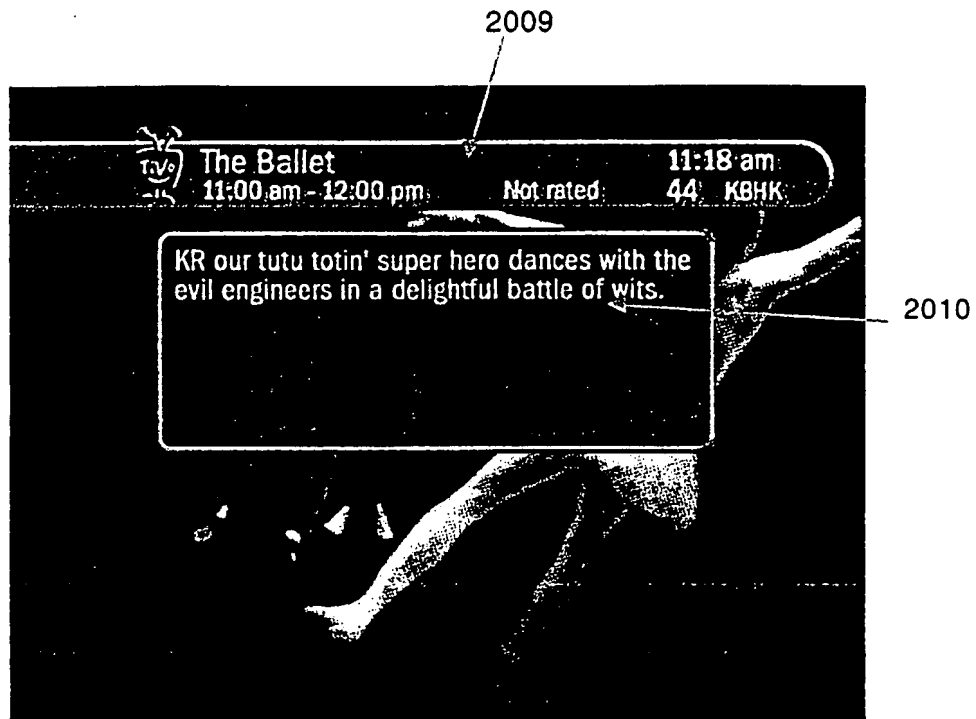 2009
TiVo
The Ballet 11:18 am
11:00 am - 12:00 pm Not rated 44 KBHK
KR our tutu totin' super hero dances with the
evil engineers in a delightful battle of wits.
2010